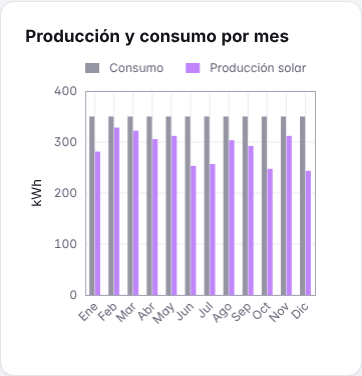 Producción y consumo por mes
Consumo Producción solar
400
300
200
100
0
kWh
Ene Feb Mar Abr May Jun Jul Ago Sep Oct Nov Dic